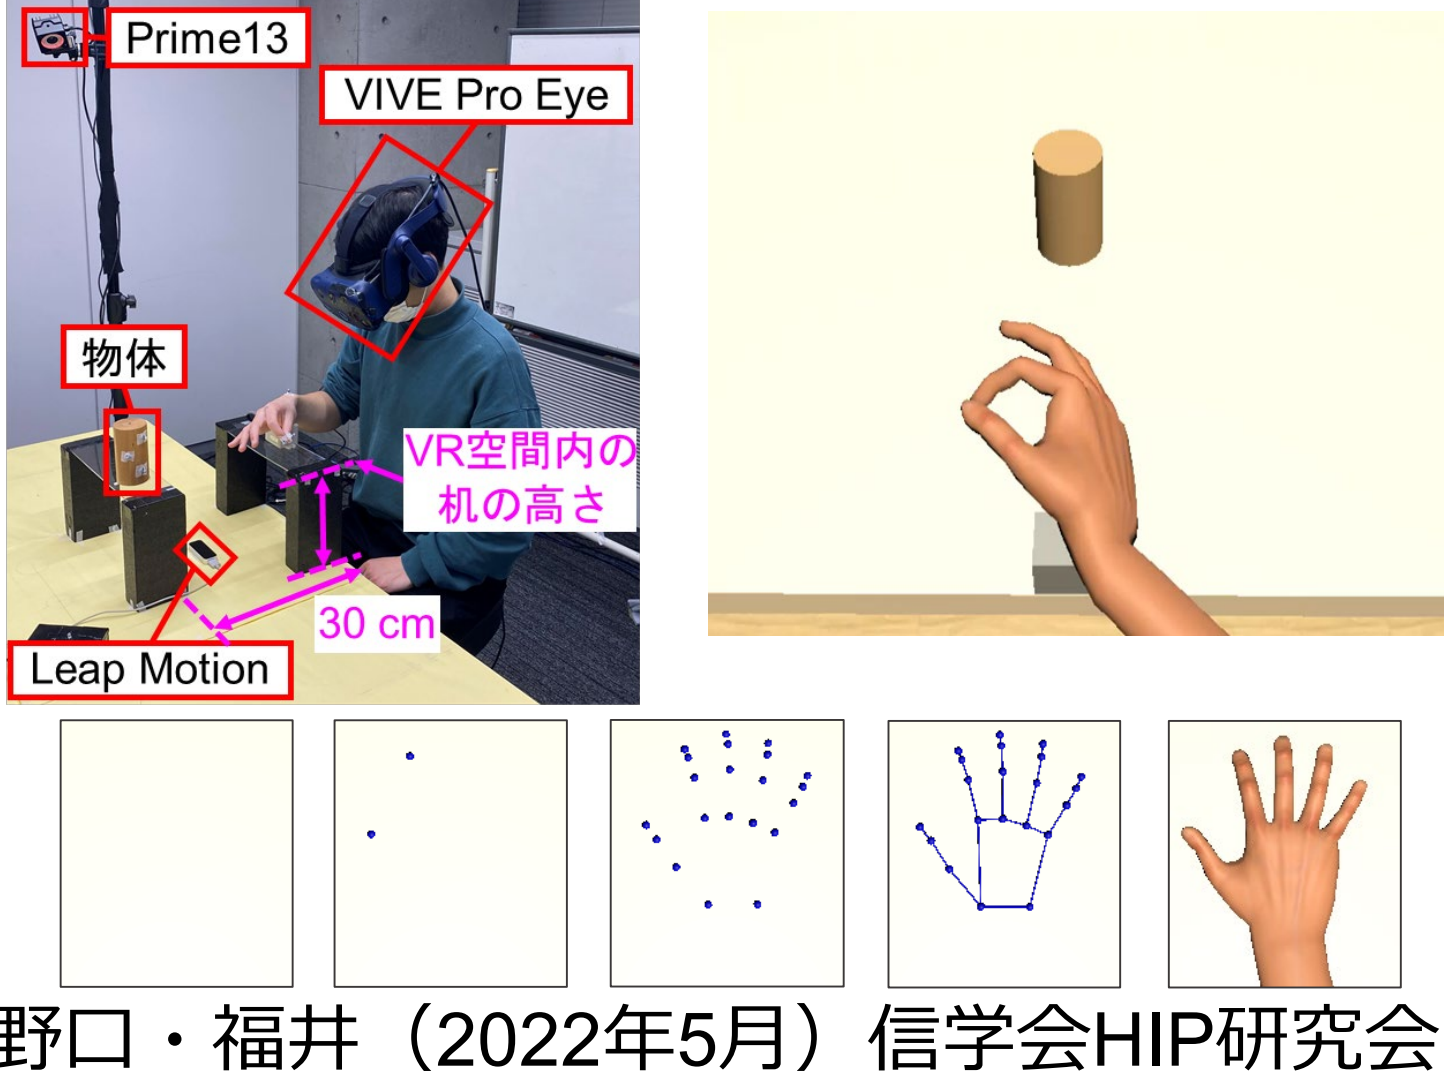 Prime13
VIVE Pro Eye
物体
VR空間内の
机の高さ
30 cm
Leap Motion
野口・福井（2022年5月）信学会HIP研究会